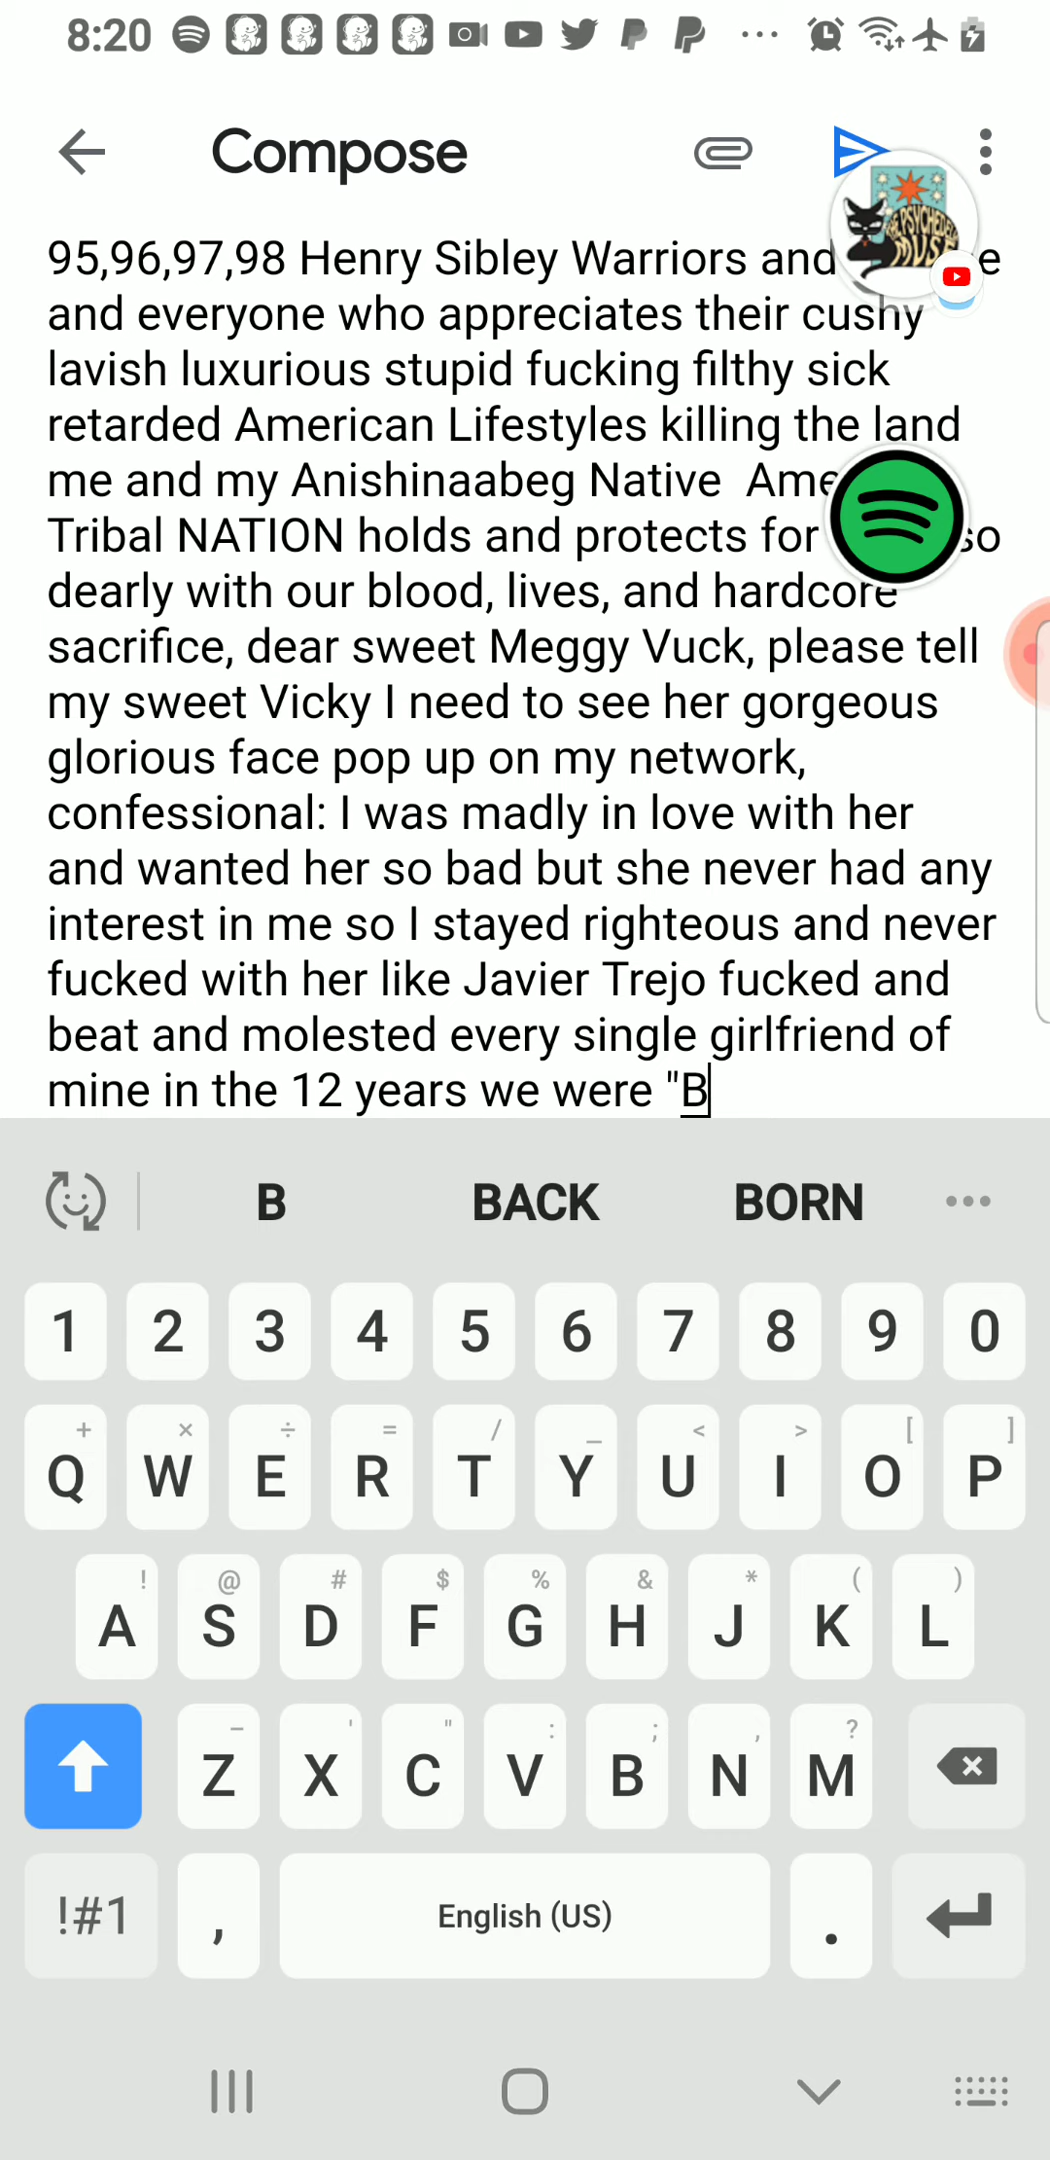 8:20
Compose
95,96,97,98 Henry Sibley Warriors and e
and everyone who appreciates their cushy
lavish luxurious stupid fucking filthy sick
retarded American Lifestyles killing the land
me and my Anishinaabeg Native Ame
Tribal NATION holds and protects for so
dearly with our blood, lives, and hardcore
sacrifice, dear sweet Meggy Vuck, please tell
my sweet Vicky I need to see her gorgeous
glorious face pop up on my network,
confessional: I was madly in love with her
and wanted her so bad but she never had any
interest in me so I stayed righteous and never
fucked with her like Javier Trejo fucked and
beat and molested every single girlfriend of
mine in the 12 years we were "B
B BACK BORN
1 2 3 4 5 6 7 8 9 0
+ × ÷ = / _ < > [ ]
Q W E R T Y U I O P
! @ # $ % & * ( )
A S D F G H J K L
- ' " : ; , ?
Z X C V B N M
!#1 , English (US) .